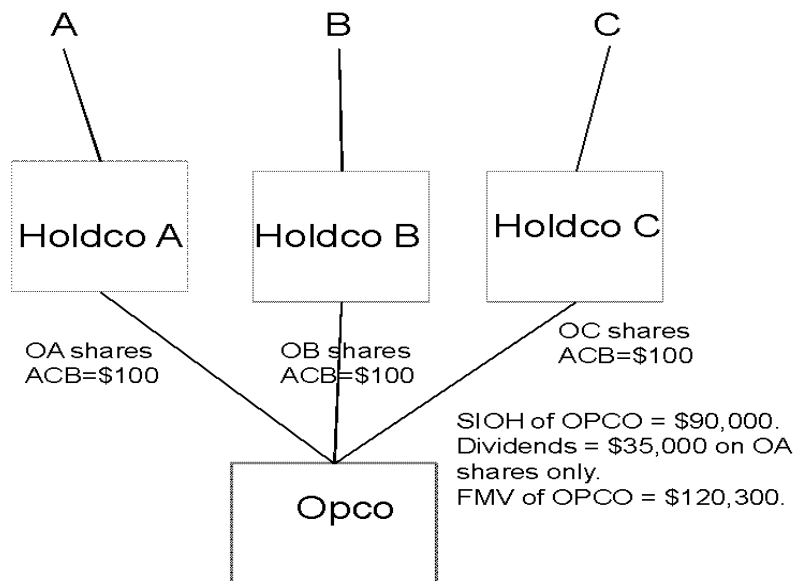 A
B
C
Holdco A
Holdco B
Holdco C
OA shares
ACB=$100
OB shares
ACB=$100
OC shares
ACB=$100
SIOH of OPCO = $90,000.
Dividends = $35,000 on OA
shares only.
FMV of OPCO = $120,300.
Opco